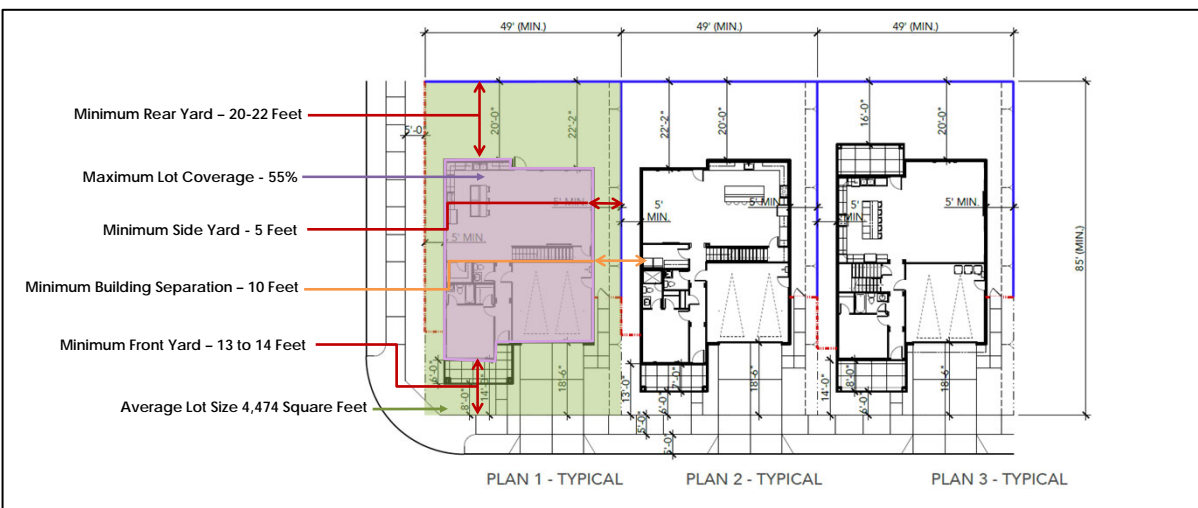 49' (MIN.)
49' (MIN.)
49' (MIN.)
Minimum Rear Yard – 20-22 Feet
5'-0"
20'-0"
22'-2"
22'-2"
20'-0"
16'-0"
20'-0"
Maximum Lot Coverage - 55%
5' MIN.
5' MIN.
5' MIN.
5' MIN.
5' MIN.
Minimum Side Yard - 5 Feet
5' MIN.
85' (MIN.)
Minimum Building Separation – 10 Feet
Minimum Front Yard – 13 to 14 Feet
6'-0"
8'-0"
14'-0"
18'-6"
13'-0"
7'-0"
6'-0"
18'-6"
14'-0"
8'-0"
6'-0"
18'-6"
Average Lot Size 4,474 Square Feet
5'-0"
5'-0"
PLAN 1 - TYPICAL
PLAN 2 - TYPICAL
PLAN 3 - TYPICAL